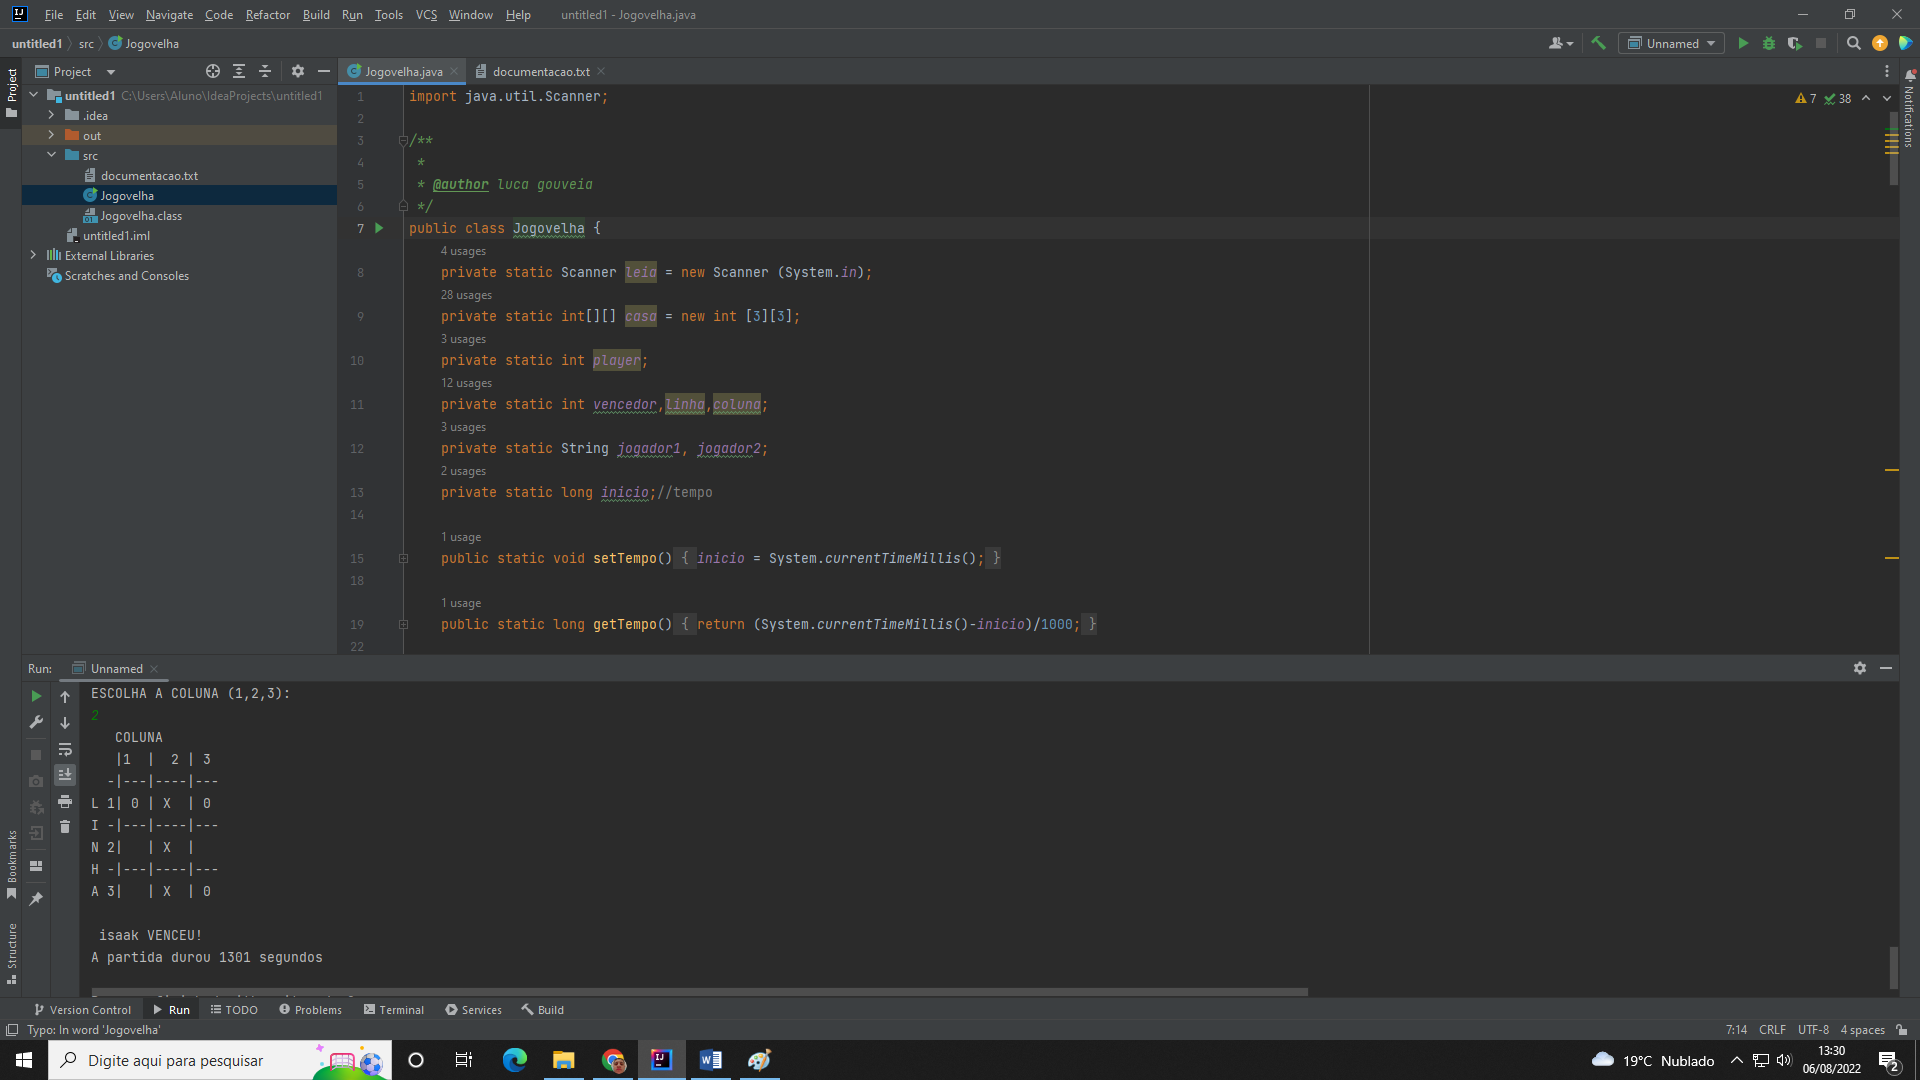 File Edit View Navigate Code Refactor Build Run Tools VCS Window Help untitled1 - Jogovelha.java
untitled1 src Jogovelha
Unnamed
Project
Jogovelha.java documentacao.txt
Project
untitled1 C:\Users\Aluno\IdeaProjects\untitled1
.idea
out
src
documentacao.txt
Jogovelha
Jogovelha.class
untitled1.iml
External Libraries
Scratches and Consoles
7 38
Notifications
1 import java.util.Scanner;
2
3 /**
4 *
5 * @author luca gouveia
6 */
7 public class Jogovelha {
4 usages
8 private static Scanner leia = new Scanner (System.in);
28 usages
9 private static int[][] casa = new int [3][3];
3 usages
10 private static int player;
12 usages
11 private static int vencedor,linha,coluna;
3 usages
12 private static String jogador1, jogador2;
2 usages
13 private static long inicio;//tempo
14
1 usage
15 public static void setTempo() { inicio = System.currentTimeMillis(); }
18
1 usage
19 public static long getTempo() { return (System.currentTimeMillis()-inicio)/1000; }
22
Run: Unnamed
ESCOLHA A COLUNA (1,2,3):
2
COLUNA
|1 | 2 | 3
-|---|----|---
L 1| 0 | X | 0
I -|---|----|---
N 2| | X |
H -|---|----|---
A 3| | X | 0
isaak VENCEU!
A partida durou 1301 segundos
Bookmarks
Structure
Version Control Run TODO Problems Terminal Services Build
Typo: In word 'Jogovelha' 7:14 CRLF UTF-8 4 spaces
Digite aqui para pesquisar
19°C Nublado
13:30
06/08/2022
2